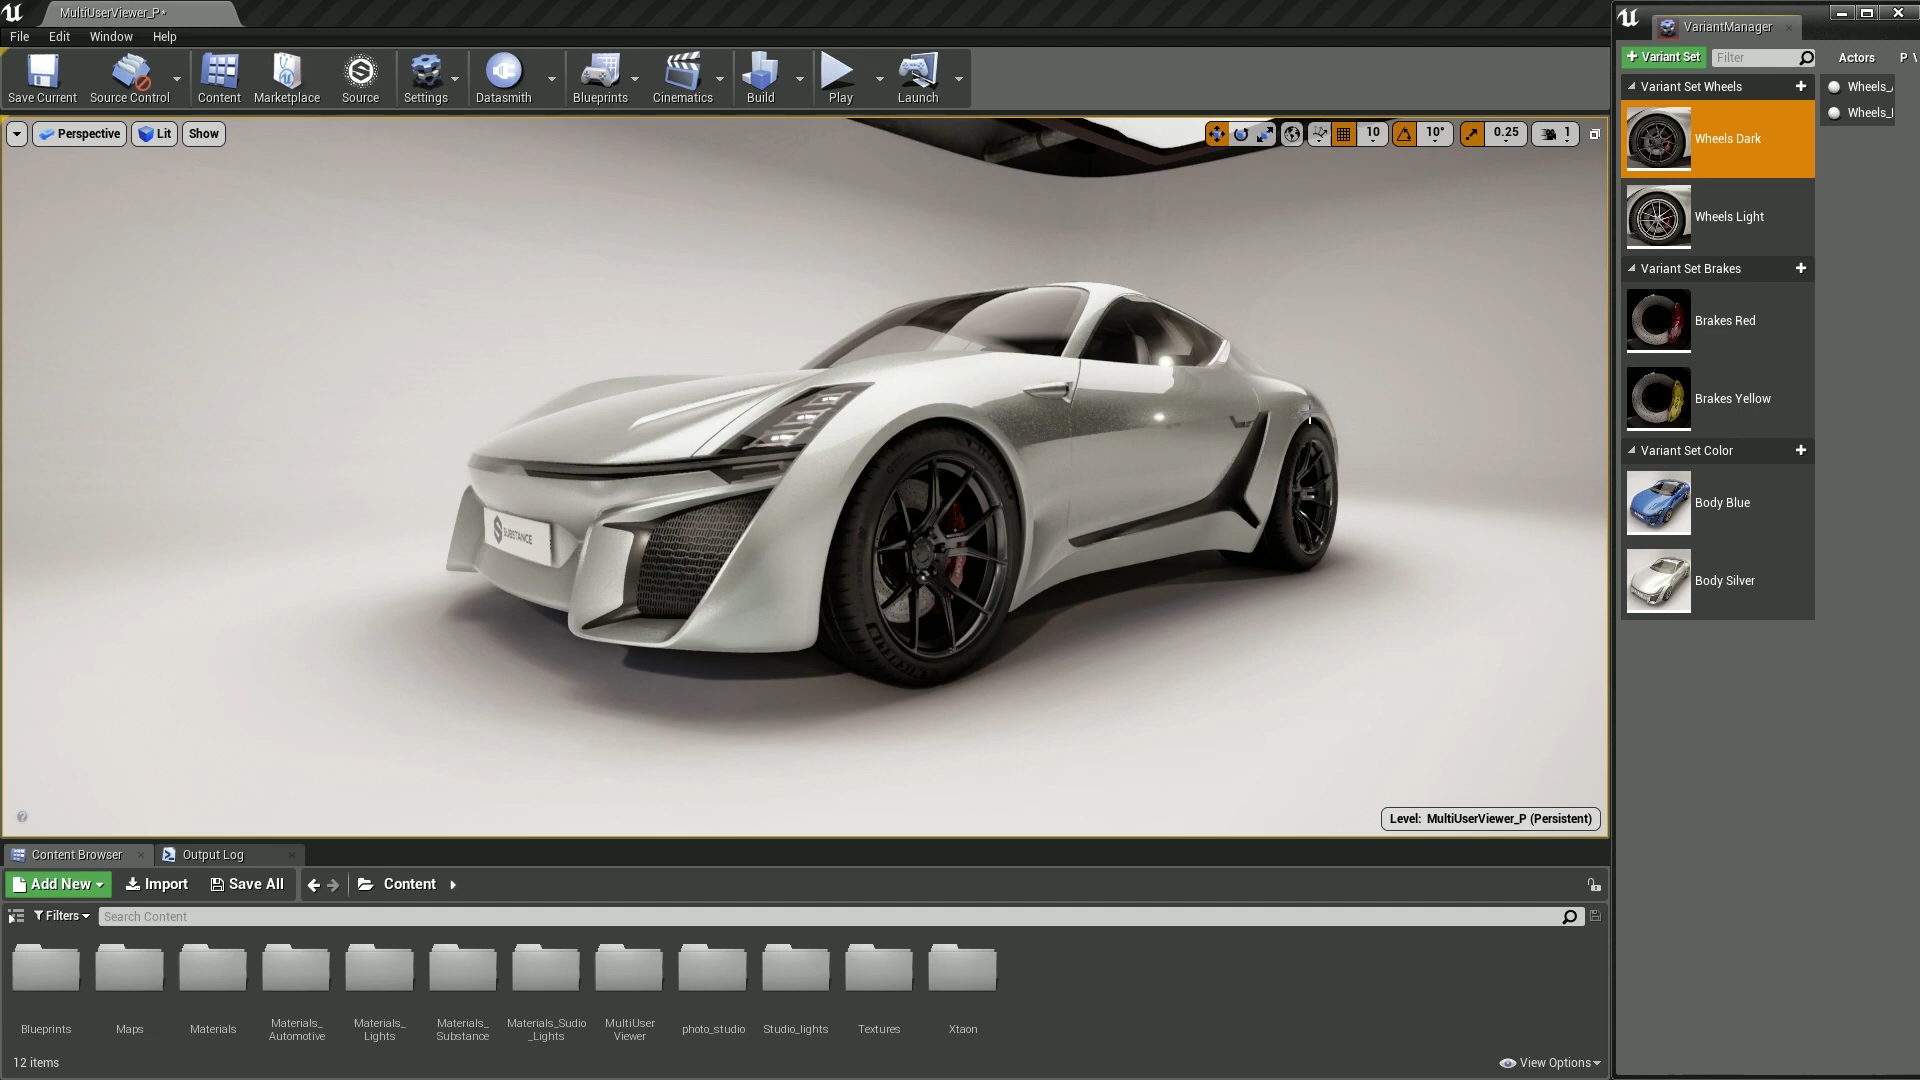 MultiUserViewer_P•
VariantManager
File Edit Window Help
Save Current Source Control Content Marketplace Source Settings Datasmith Blueprints Cinematics Build Play Launch
Variant Set Filter Actors P V
Variant Set Wheels Wheels_
Wheels_
Perspective Lit Show 10 10° 0.25 1
Wheels Dark
Wheels Light
Variant Set Brakes
Brakes Red
Brakes Yellow
Variant Set Color
Body Blue
SUBSTANCE
Body Silver
Level: MultiUserViewer_P (Persistent)
Content Browser Output Log
Add New Import Save All Content
Filters Search Content
Blueprints Maps Materials Materials_
Automotive Materials_
Lights Materials_
Substance Materials_Sudio
_Lights MultiUser
Viewer photo_studio Studio_lights Textures Xtaon
12 items View Options